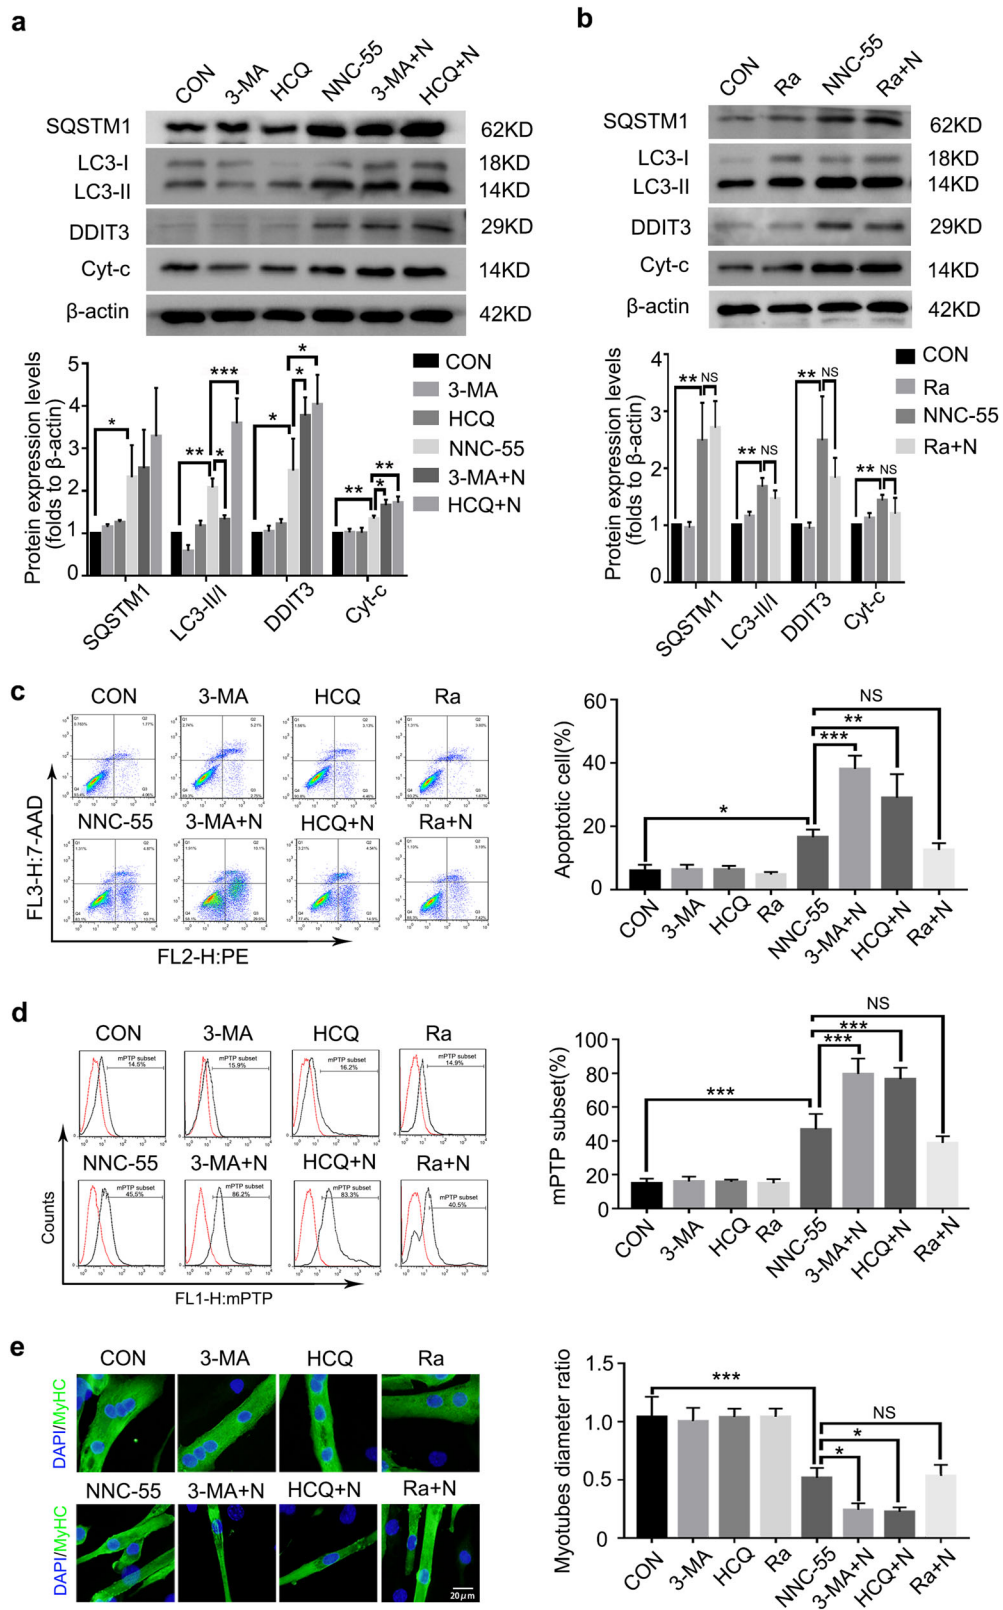 a
CON
3-MA
HCQ
NNC-55
3-MA+N
HCQ+N
SQSTM1
62KD
LC3-I
18KD
LC3-II
14KD
DDIT3
29KD
Cyt-c
14KD
β-actin
42KD
Protein expression levels
(folds to β-actin)
5
4
3
2
1
0
*
** * ***
* * *
** * **
SQSTM1
LC3-II/I
DDIT3
Cyt-c
CON
3-MA
HCQ
NNC-55
3-MA+N
HCQ+N
b
CON
Ra
NNC-55
Ra+N
SQSTM1
62KD
LC3-I
18KD
LC3-II
14KD
DDIT3
29KD
Cyt-c
14KD
β-actin
42KD
Protein expression levels
(folds to β-actin)
4
3
2
1
0
** NS
** NS
** NS
** NS
SQSTM1
LC3-II/I
DDIT3
Cyt-c
CON
Ra
NNC-55
Ra+N
c
CON 3-MA HCQ Ra
NNC-55 3-MA+N HCQ+N Ra+N
FL3-H:7-AAD
FL2-H:PE
Apoptotic cell(%)
60
40
20
0
NS
**
***
*
CON
3-MA
HCQ
Ra
NNC-55
3-MA+N
HCQ+N
Ra+N
d
CON 3-MA HCQ Ra
mPTP subset
14.5%
mPTP subset
15.9%
mPTP subset
16.2%
mPTP subset
14.9%
NNC-55 3-MA+N HCQ+N Ra+N
mPTP subset
45.5%
mPTP subset
86.2%
mPTP subset
83.3%
mPTP subset
40.5%
Counts
FL1-H:mPTP
mPTP subset(%)
100
80
60
40
20
0
NS
***
***
***
CON
3-MA
HCQ
Ra
NNC-55
3-MA+N
HCQ+N
Ra+N
e
CON 3-MA HCQ Ra
DAPI/MyHC
NNC-55 3-MA+N HCQ+N Ra+N
DAPI/MyHC
20μm
Myotubes diameter ratio
1.5
1.0
0.5
0
***
NS
*
*
CON
3-MA
HCQ
Ra
NNC-55
3-MA+N
HCQ+N
Ra+N